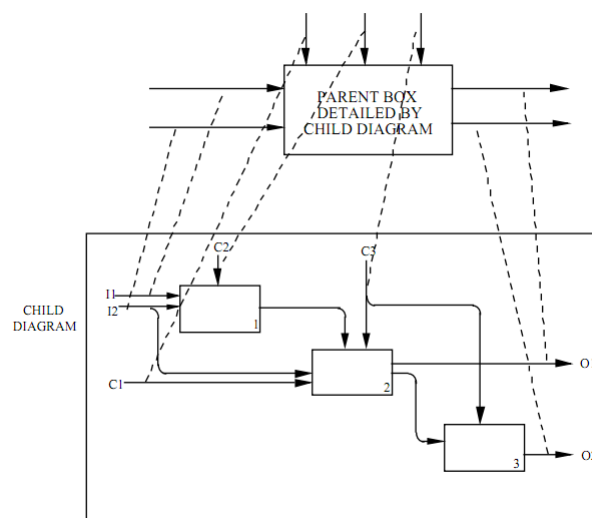 PARENT BOX
DETAILED BY
CHILD DIAGRAM
C2
C3
I1
I2
CHILD
DIAGRAM
1
C1
2
O
3